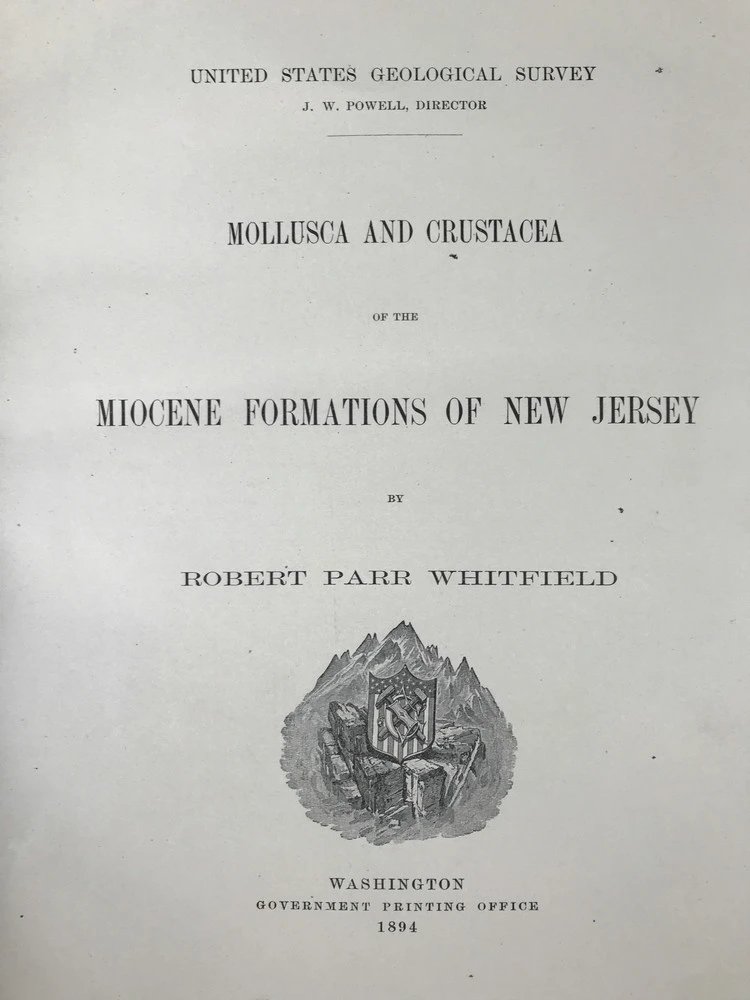 UNITED STATES GEOLOGICAL SURVEY
J. W. POWELL, DIRECTOR
MOLLUSCA AND CRUSTACEA
OF THE
MIOCENE FORMATIONS OF NEW JERSEY
BY
ROBERT PARR WHITFIELD
WASHINGTON
GOVERNMENT PRINTING OFFICE
1894